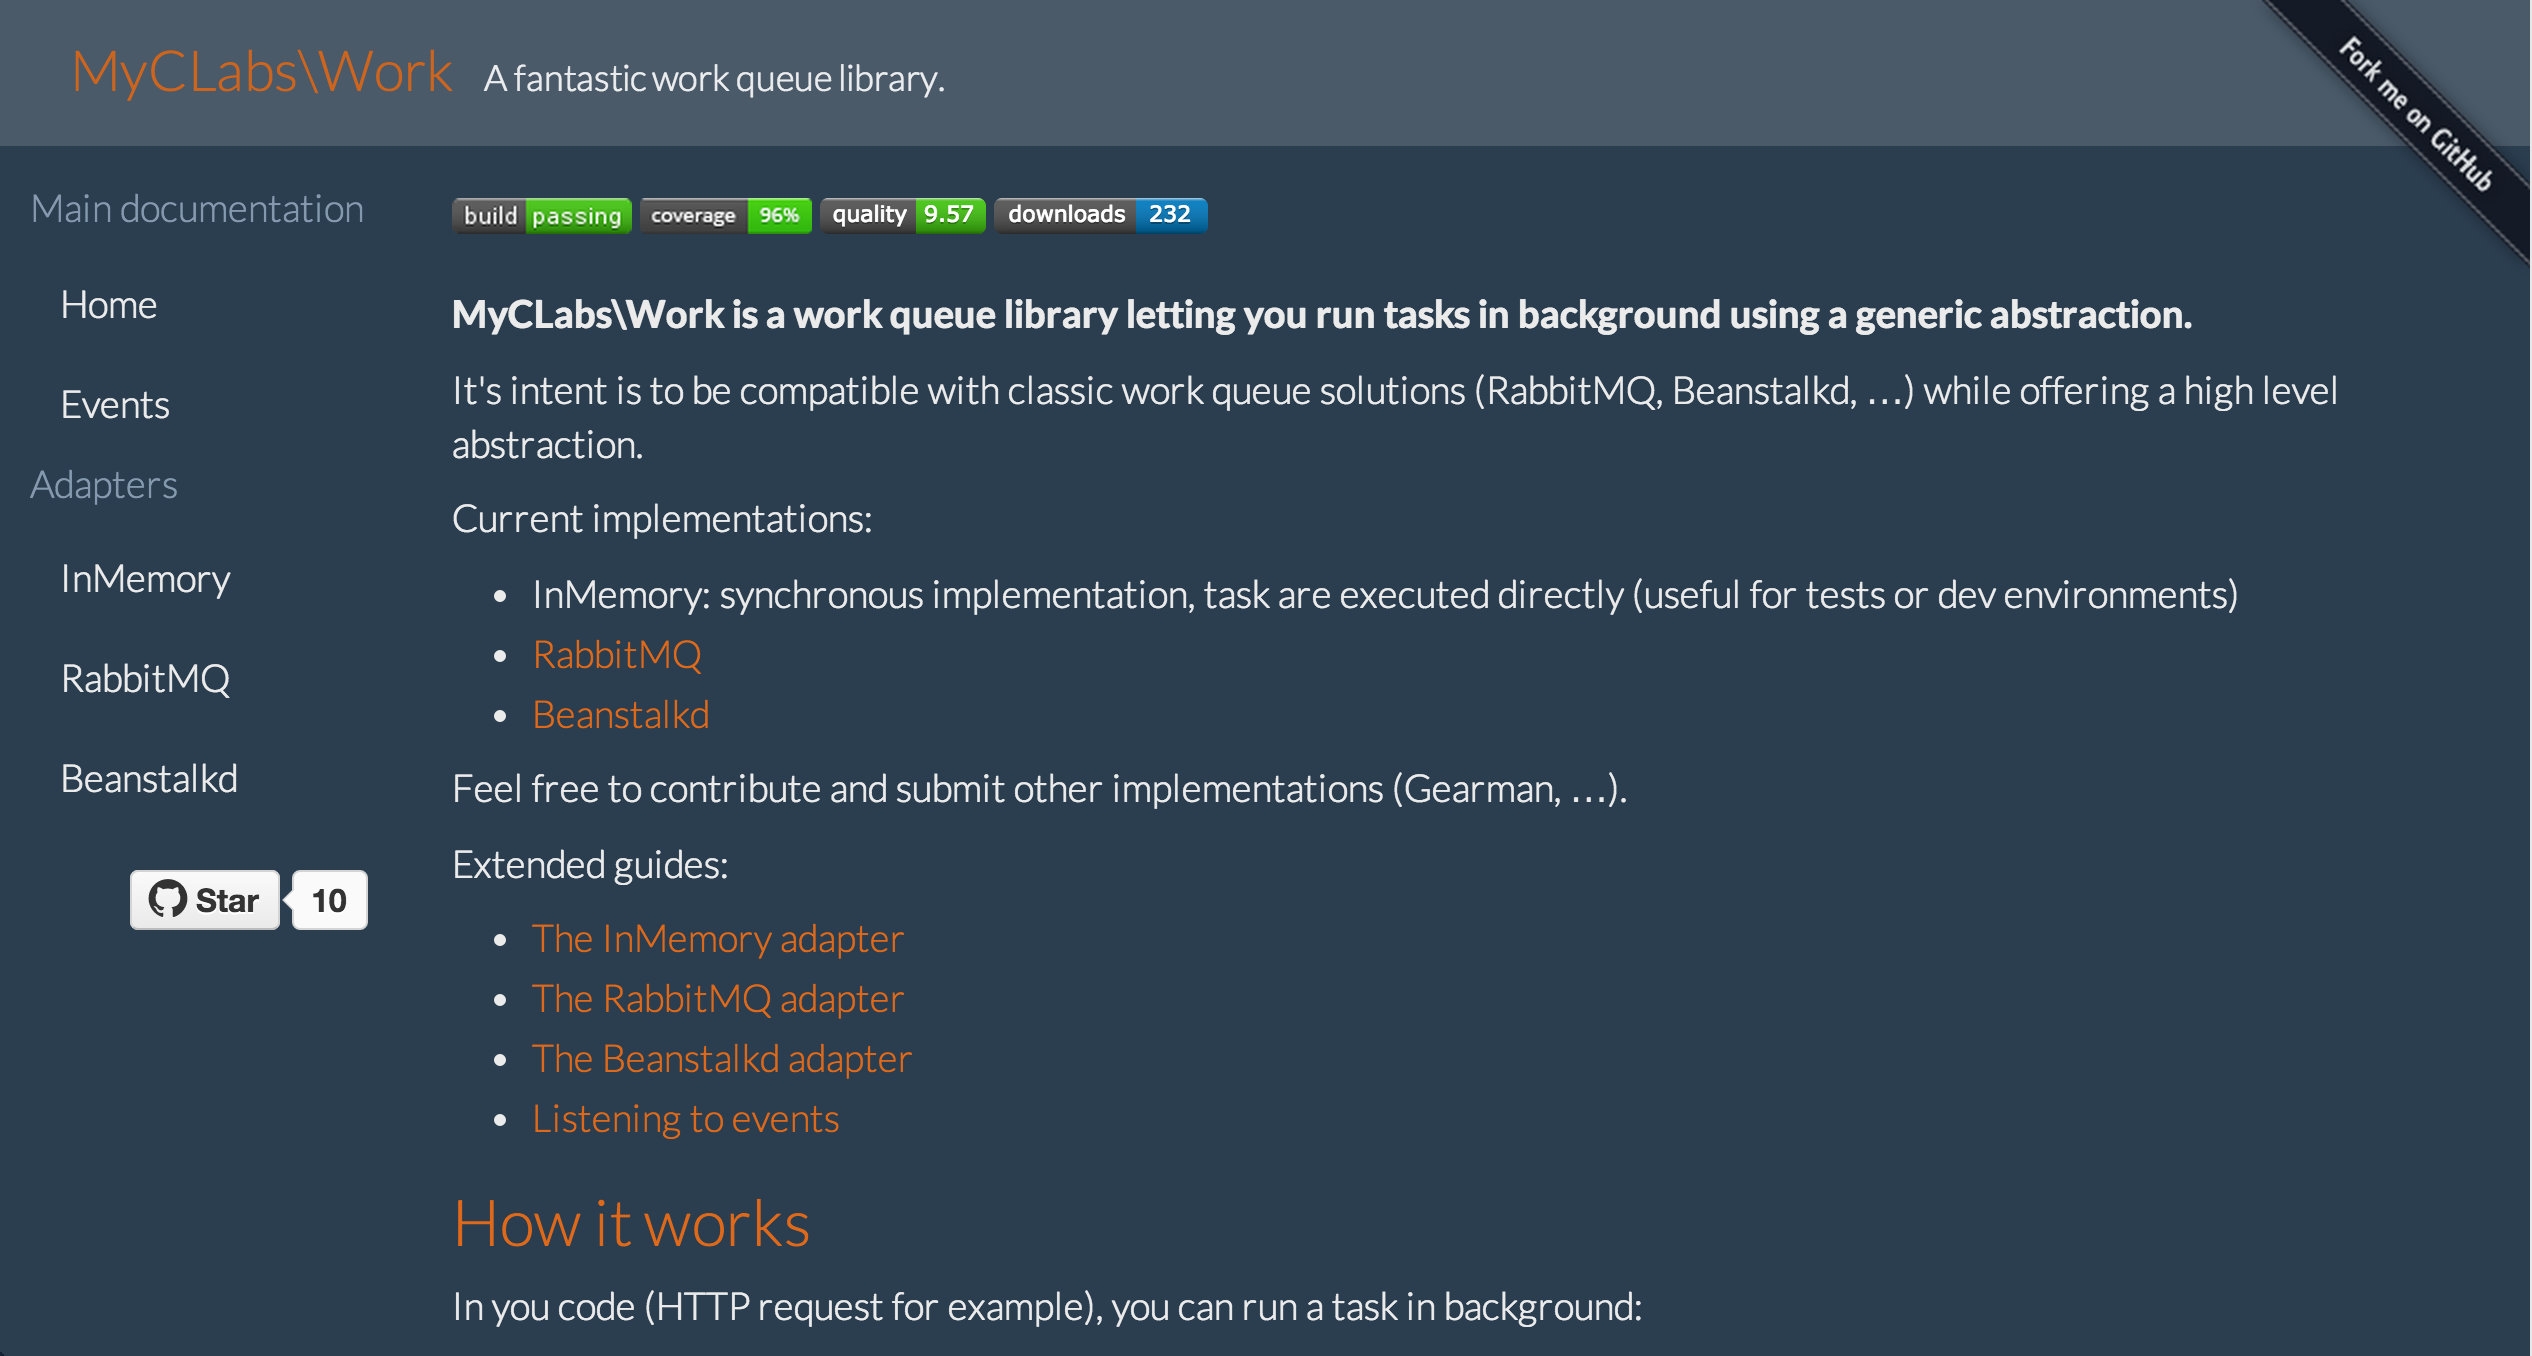 MyCLabs\Work A fantastic work queue library.
Fork me on GitHub
Main documentation
Home
Events
Adapters
InMemory
RabbitMQ
Beanstalkd
Star 10
build passing coverage 96% quality 9.57 downloads 232
MyCLabs\Work is a work queue library letting you run tasks in background using a generic abstraction.
It's intent is to be compatible with classic work queue solutions (RabbitMQ, Beanstalkd, …) while offering a high level
abstraction.
Current implementations:
• InMemory: synchronous implementation, task are executed directly (useful for tests or dev environments)
• RabbitMQ
• Beanstalkd
Feel free to contribute and submit other implementations (Gearman, …).
Extended guides:
• The InMemory adapter
• The RabbitMQ adapter
• The Beanstalkd adapter
• Listening to events
How it works
In you code (HTTP request for example), you can run a task in background: